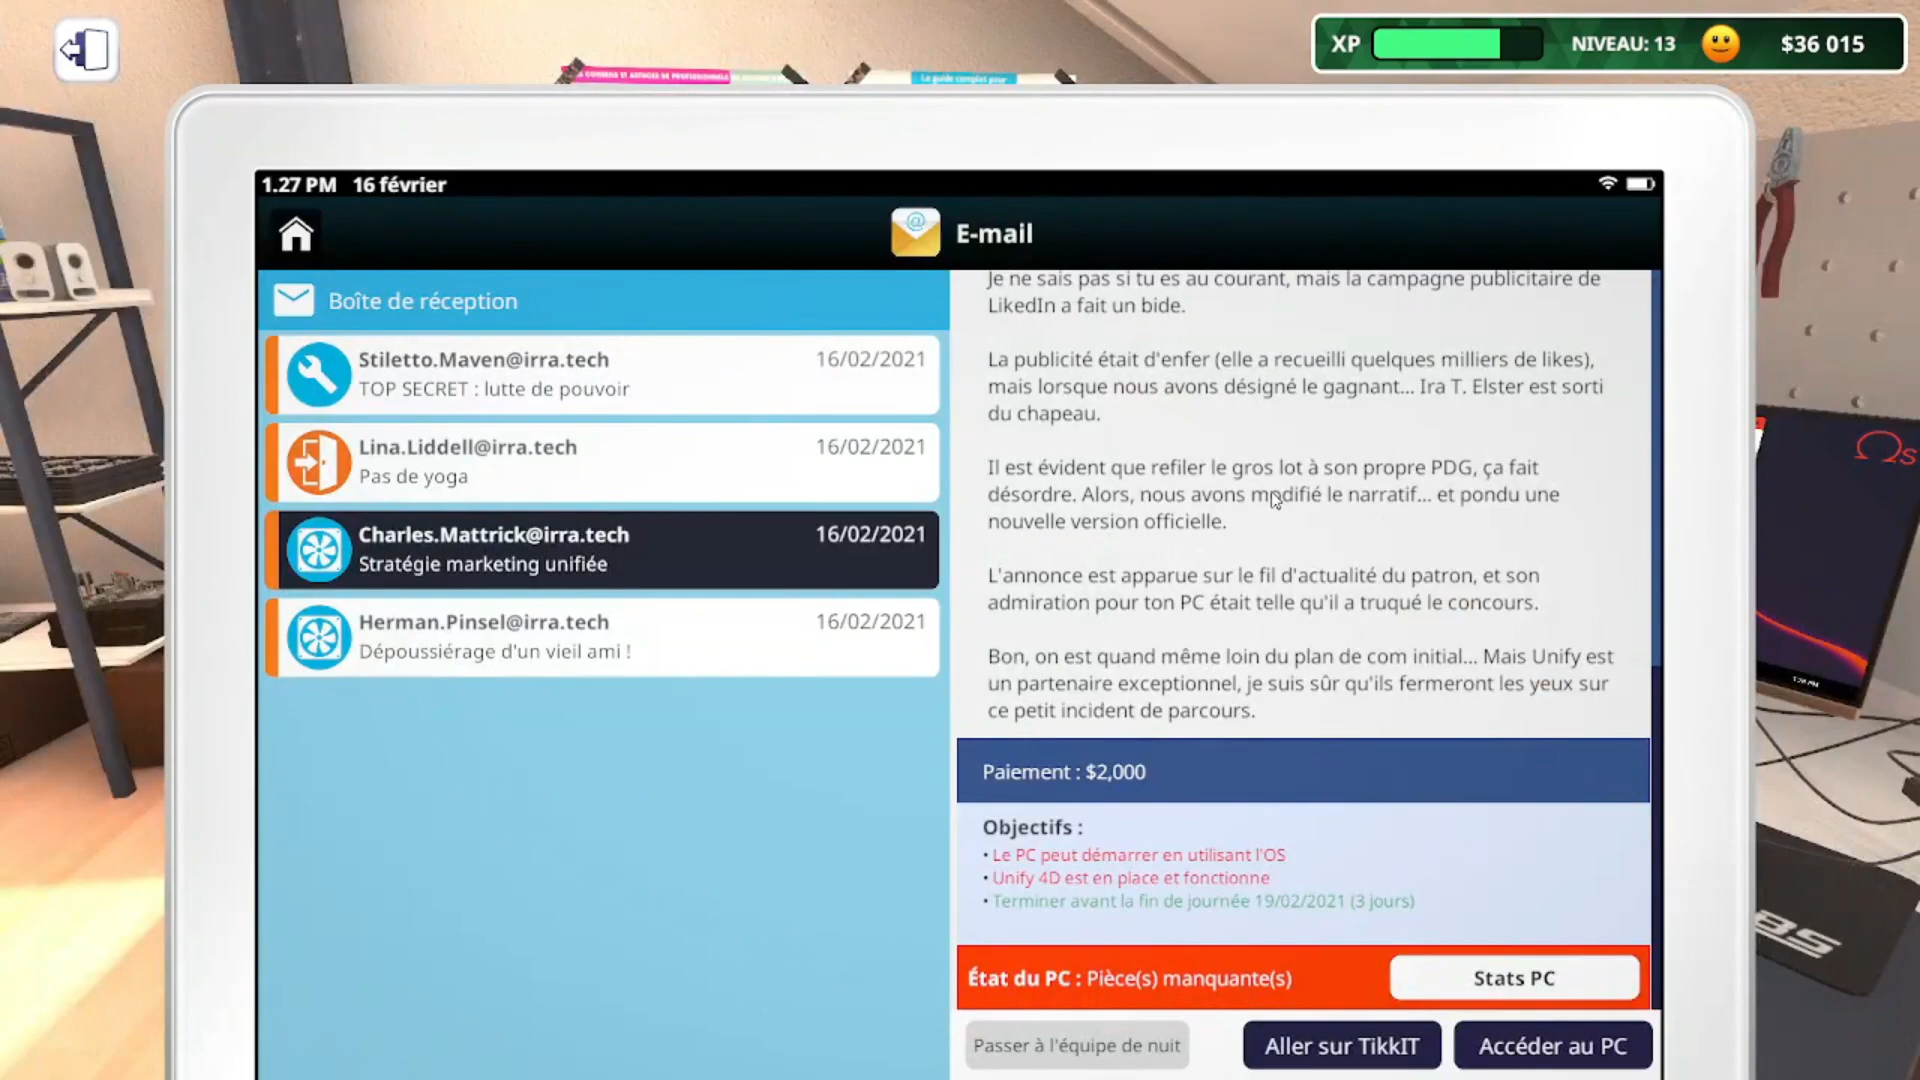 XP NIVEAU: 13 $36 015
CONSEILS ET ASTUCES DE PROFESSIONNELS
Le guide complet pour
1.27 PM 16 février
E-mail
Boîte de réception
Stiletto.Maven@irra.tech 16/02/2021
TOP SECRET : lutte de pouvoir
Lina.Liddell@irra.tech 16/02/2021
Pas de yoga
Charles.Mattrick@irra.tech 16/02/2021
Stratégie marketing unifiée
Herman.Pinsel@irra.tech 16/02/2021
Dépoussiérage d'un vieil ami !
Je ne sais pas si tu es au courant, mais la campagne publicitaire de
LikedIn a fait un bide.
La publicité était d'enfer (elle a recueilli quelques milliers de likes),
mais lorsque nous avons désigné le gagnant... Ira T. Elster est sorti
du chapeau.
Il est évident que refiler le gros lot à son propre PDG, ça fait
désordre. Alors, nous avons modifié le narratif... et pondu une
nouvelle version officielle.
L'annonce est apparue sur le fil d'actualité du patron, et son
admiration pour ton PC était telle qu'il a truqué le concours.
Bon, on est quand même loin du plan de com initial... Mais Unify est
un partenaire exceptionnel, je suis sûr qu'ils fermeront les yeux sur
ce petit incident de parcours.
Paiement : $2,000
Objectifs :
• Le PC peut démarrer en utilisant l'OS
• Unify 4D est en place et fonctionne
• Terminer avant la fin de journée 19/02/2021 (3 jours)
État du PC : Pièce(s) manquante(s) Stats PC
Passer à l'équipe de nuit Aller sur TikkIT Accéder au PC